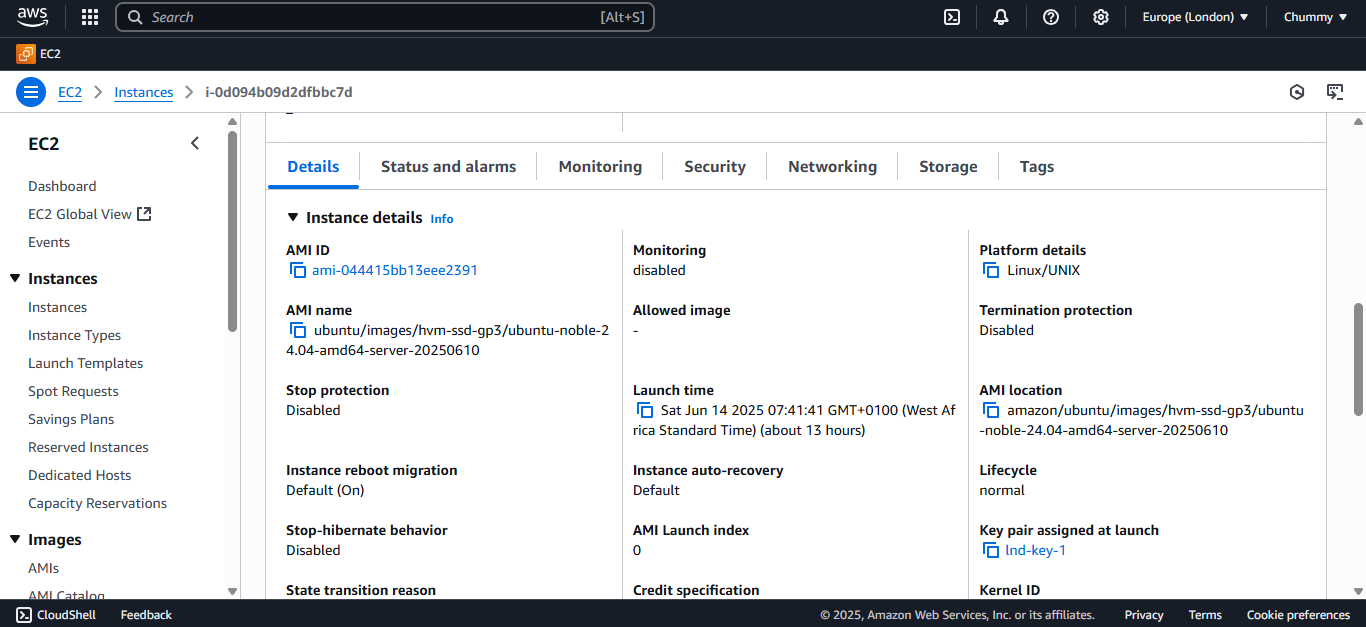 aws
Search
[Alt+S]
Europe (London)
Chummy
EC2
EC2
Instances
i-0d094b09d2dfbbc7d
EC2
Dashboard
EC2 Global View
Events
Instances
Instances
Instance Types
Launch Templates
Spot Requests
Savings Plans
Reserved Instances
Dedicated Hosts
Capacity Reservations
Images
AMIs
AMI Catalog
Details
Status and alarms
Monitoring
Security
Networking
Storage
Tags
Instance details Info
AMI ID
ami-044415bb13eee2391
Monitoring
disabled
Platform details
Linux/UNIX
AMI name
ubuntu/images/hvm-ssd-gp3/ubuntu-noble-2
4.04-amd64-server-20250610
Allowed image
-
Termination protection
Disabled
Stop protection
Disabled
Launch time
Sat Jun 14 2025 07:41:41 GMT+0100 (West Af
rica Standard Time) (about 13 hours)
AMI location
amazon/ubuntu/images/hvm-ssd-gp3/ubuntu
-noble-24.04-amd64-server-20250610
Instance reboot migration
Default (On)
Instance auto-recovery
Default
Lifecycle
normal
Stop-hibernate behavior
Disabled
AMI Launch index
0
Key pair assigned at launch
lnd-key-1
State transition reason
Credit specification
Kernel ID
CloudShell
Feedback
© 2025, Amazon Web Services, Inc. or its affiliates.
Privacy
Terms
Cookie preferences